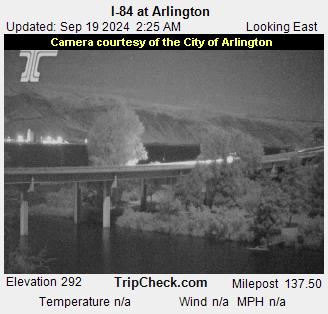 I-84 at Arlington
Updated: Sep 19 2024 2:25 AM Looking East
Camera courtesy of the City of Arlington
Elevation 292 TripCheck.com Milepost 137.50
Temperature n/a Wind n/a MPH n/a